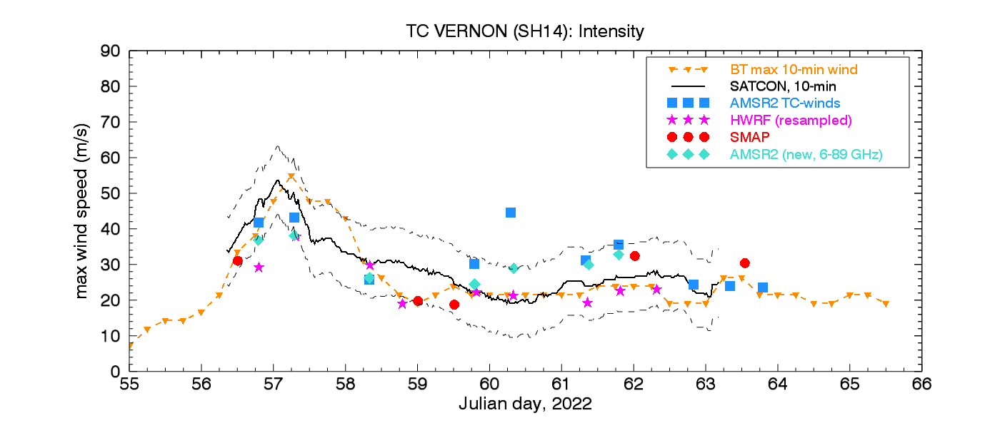 TC VERNON (SH14): Intensity
max wind speed (m/s)
90
80
70
60
50
40
30
20
10
0
BT max 10-min wind
SATCON, 10-min
AMSR2 TC-winds
HWRF (resampled)
SMAP
AMSR2 (new, 6-89 GHz)
55 56 57 58 59 60 61 62 63 64 65 66
Julian day, 2022